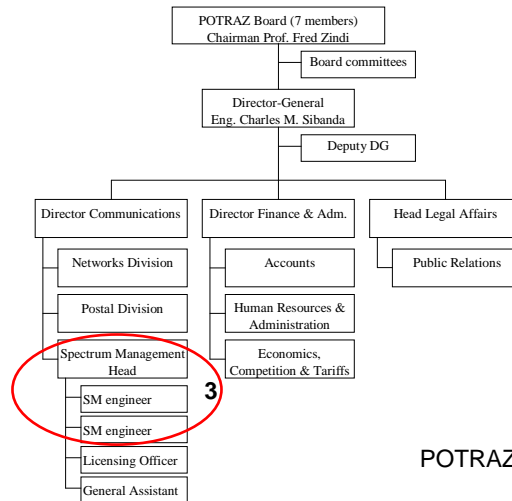 POTRAZ Board (7 members)
Chairman Prof. Fred Zindi
Board committees
Director-General
Eng. Charles M. Sibanda
Deputy DG
Director Communications
Networks Division
Postal Division
Spectrum Management
Head
SM engineer
SM engineer
Licensing Officer
General Assistant
3
Director Finance & Adm.
Accounts
Human Resources &
Administration
Economics,
Competition & Tariffs
Head Legal Affairs
Public Relations
POTRAZ